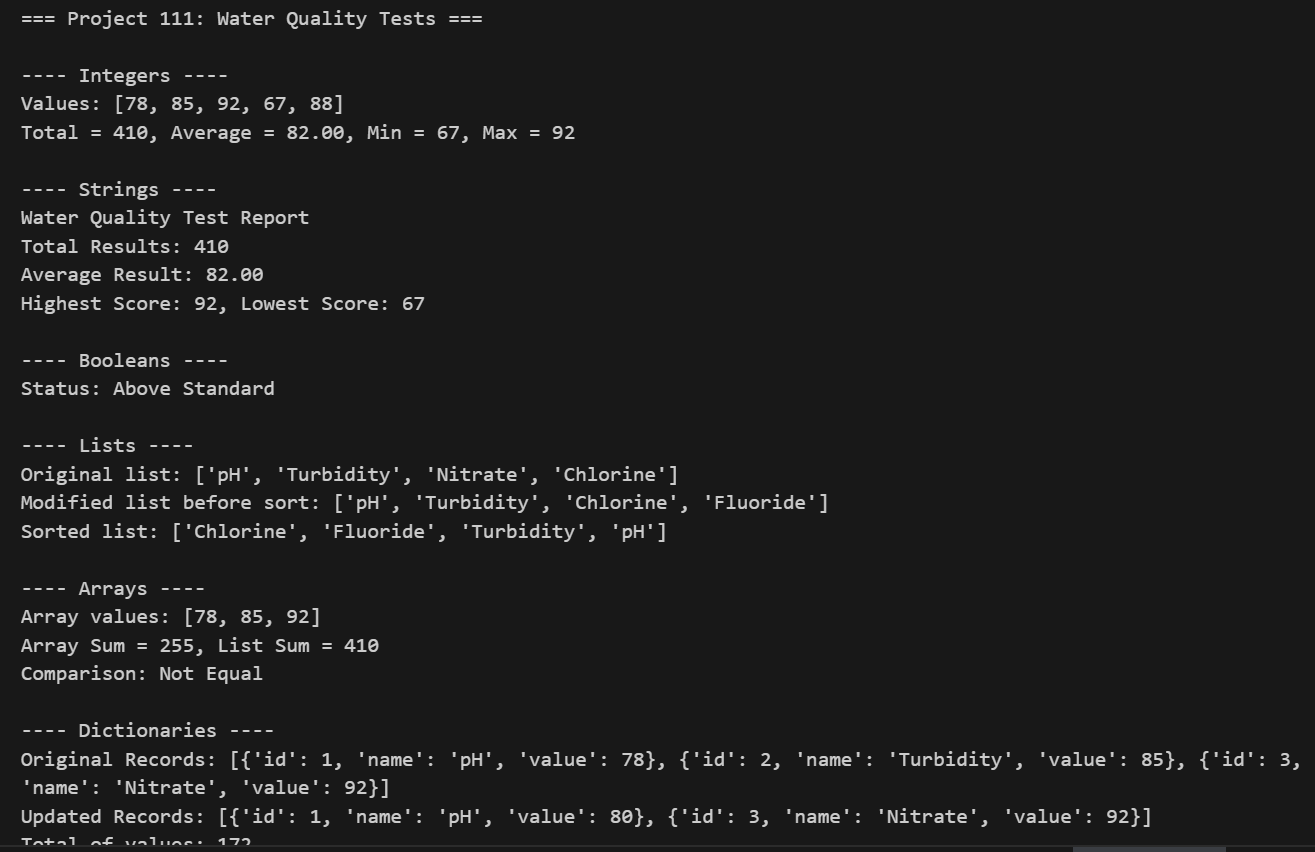 === Project 111: Water Quality Tests ===
---- Integers ----
Values: [78, 85, 92, 67, 88]
Total = 410, Average = 82.00, Min = 67, Max = 92
---- Strings ----
Water Quality Test Report
Total Results: 410
Average Result: 82.00
Highest Score: 92, Lowest Score: 67
---- Booleans ----
Status: Above Standard
---- Lists ----
Original list: ['pH', 'Turbidity', 'Nitrate', 'Chlorine']
Modified list before sort: ['pH', 'Turbidity', 'Chlorine', 'Fluoride']
Sorted list: ['Chlorine', 'Fluoride', 'Turbidity', 'pH']
---- Arrays ----
Array values: [78, 85, 92]
Array Sum = 255, List Sum = 410
Comparison: Not Equal
---- Dictionaries ----
Original Records: [{'id': 1, 'name': 'pH', 'value': 78}, {'id': 2, 'name': 'Turbidity', 'value': 85}, {'id': 3,
'name': 'Nitrate', 'value': 92}]
Updated Records: [{'id': 1, 'name': 'pH', 'value': 80}, {'id': 3, 'name': 'Nitrate', 'value': 92}]
Total of values: 172